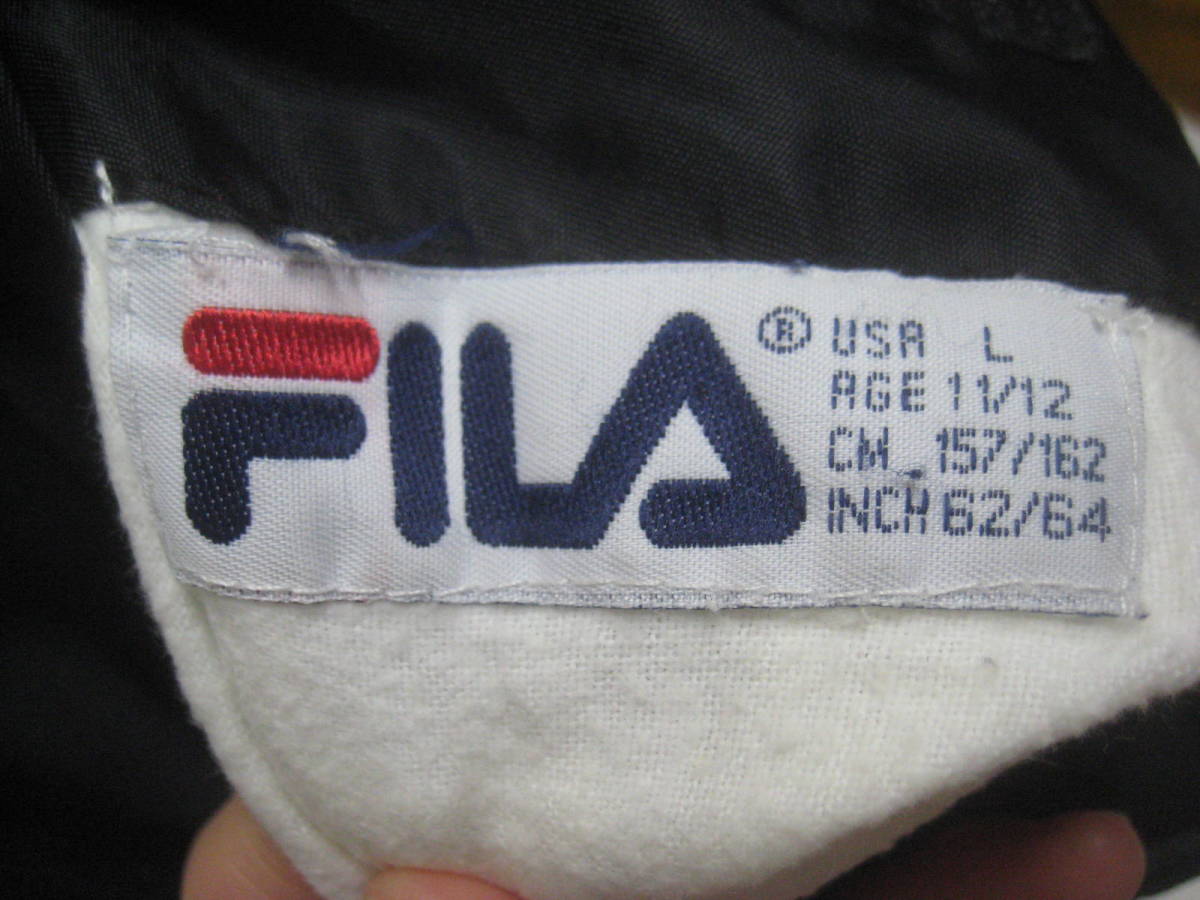 FILA ®
USA L
AGE 11/12
CM 157/162
INCH 62/64